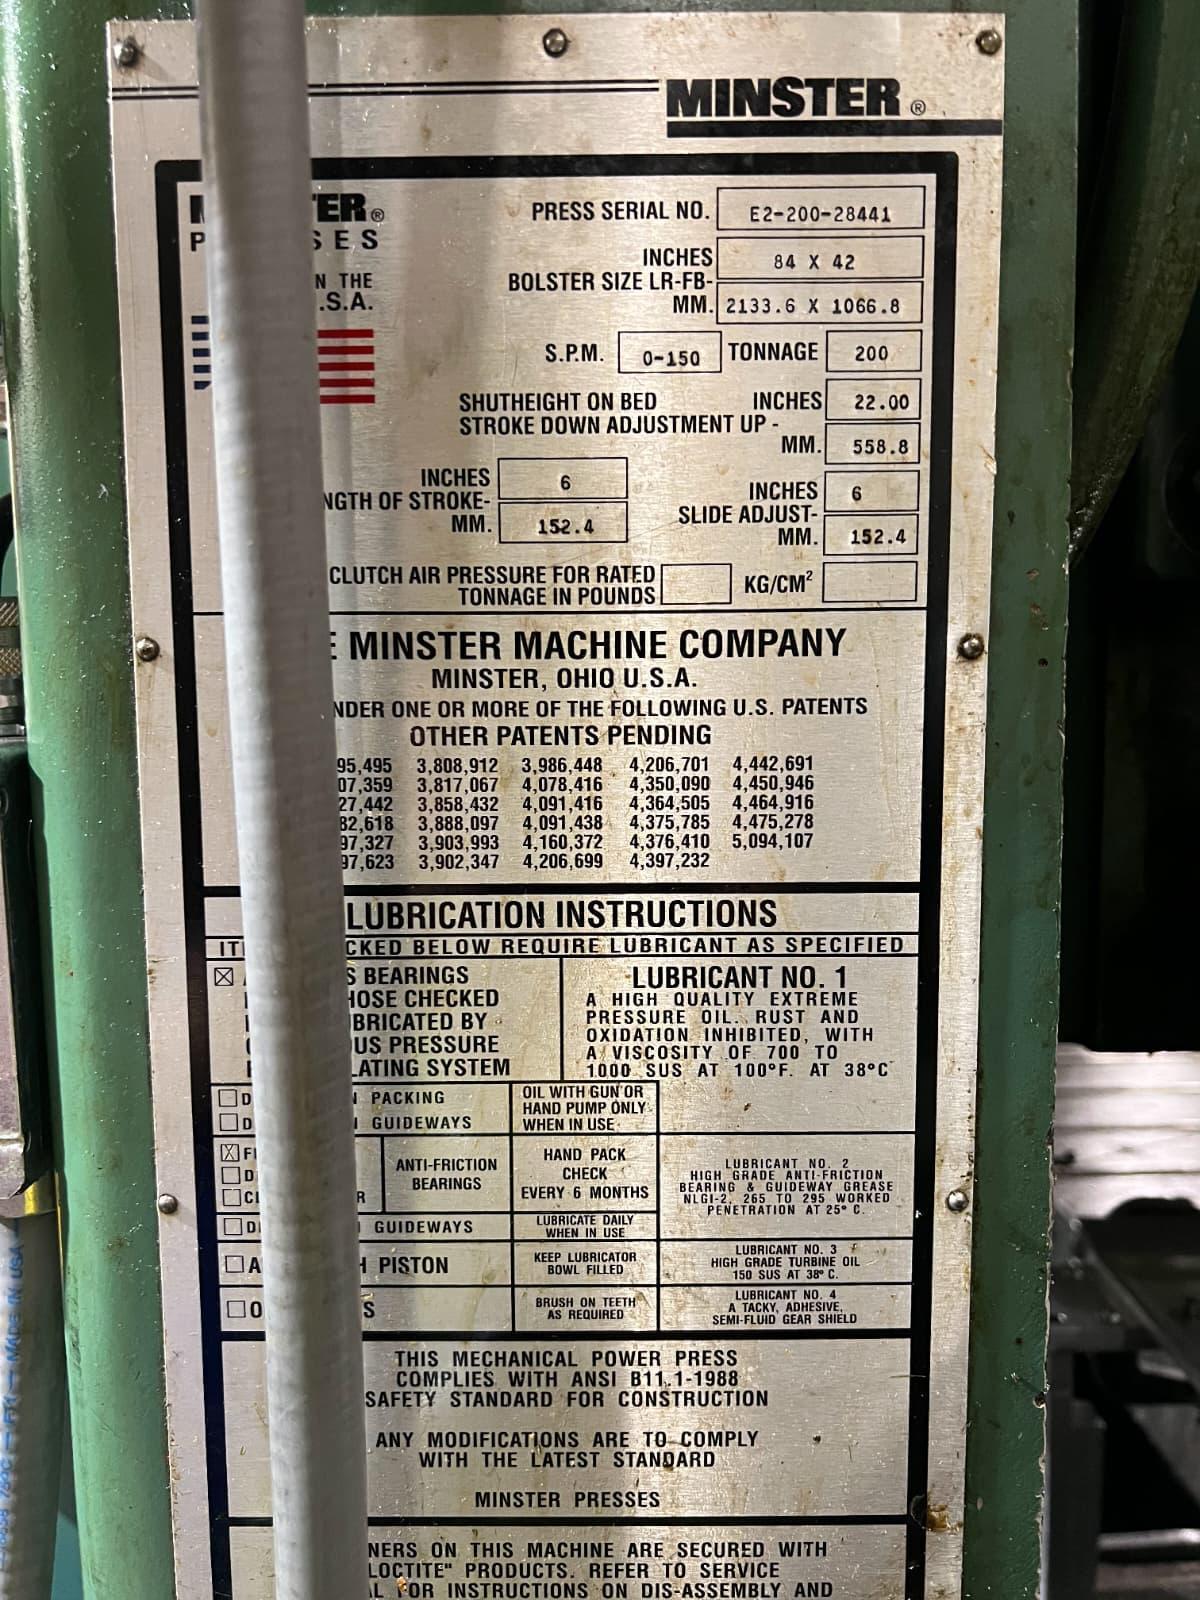 MINSTER ®
ER®
SES
N THE
.S.A.
PRESS SERIAL NO. E2-200-28441
INCHES 84 X 42
BOLSTER SIZE LR-FB-
MM. 2133.6 X 1066.8
S.P.M. 0-150 TONNAGE 200
SHUTHEIGHT ON BED INCHES 22.00
STROKE DOWN ADJUSTMENT UP -
MM. 558.8
INCHES 6
NGTH OF STROKE-
MM. 152.4
INCHES 6
SLIDE ADJUST-
MM. 152.4
CLUTCH AIR PRESSURE FOR RATED
TONNAGE IN POUNDS KG/CM²
E MINSTER MACHINE COMPANY
MINSTER, OHIO U.S.A.
NDER ONE OR MORE OF THE FOLLOWING U.S. PATENTS
OTHER PATENTS PENDING
95,495 3,808,912 3,986,448 4,206,701 4,442,691
07,359 3,817,067 4,078,416 4,350,090 4,450,946
27,442 3,858,432 4,091,416 4,364,505 4,464,916
82,618 3,888,097 4,091,438 4,375,785 4,475,278
97,327 3,903,993 4,160,372 4,376,410 5,094,107
97,623 3,902,347 4,206,699 4,397,232
LUBRICATION INSTRUCTIONS
IT CKED BELOW REQUIRE LUBRICANT AS SPECIFIED
S BEARINGS
HOSE CHECKED
BRICATED BY
US PRESSURE
LATING SYSTEM
LUBRICANT NO. 1
A HIGH QUALITY EXTREME
PRESSURE OIL. RUST AND
OXIDATION INHIBITED, WITH
A VISCOSITY OF 700 TO
1000 SUS AT 100°F. AT 38°C
D N PACKING
D N GUIDEWAYS
OIL WITH GUN OR
HAND PUMP ONLY
WHEN IN USE
F
D
CL R
ANTI-FRICTION
BEARINGS
HAND PACK
CHECK
EVERY 6 MONTHS
LUBRICANT NO. 2
HIGH GRADE ANTI-FRICTION
BEARING & GUIDEWAY GREASE
NLGI-2, 265 TO 295 WORKED
PENETRATION AT 25° C.
D GUIDEWAYS
LUBRICATE DAILY
WHEN IN USE
A H PISTON
KEEP LUBRICATOR
BOWL FILLED
LUBRICANT NO. 3
HIGH GRADE TURBINE OIL
150 SUS AT 38° C.
O S
BRUSH ON TEETH
AS REQUIRED
LUBRICANT NO. 4
A TACKY, ADHESIVE,
SEMI-FLUID GEAR SHIELD
THIS MECHANICAL POWER PRESS
COMPLIES WITH ANSI B11.1-1988
SAFETY STANDARD FOR CONSTRUCTION
ANY MODIFICATIONS ARE TO COMPLY
WITH THE LATEST STANDARD
MINSTER PRESSES
NERS ON THIS MACHINE ARE SECURED WITH
LOCTITE" PRODUCTS. REFER TO SERVICE
AL FOR INSTRUCTIONS ON DIS-ASSEMBLY AND
MADE IN USA